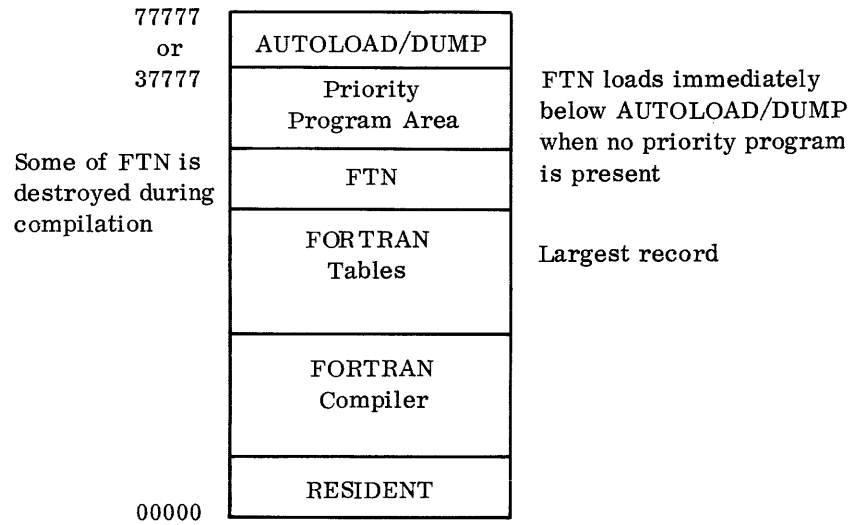 77777
or
37777
AUTOLOAD/DUMP
Priority
Program Area
FTN loads immediately
below AUTOLOAD/DUMP
when no priority program
is present
Some of FTN is
destroyed during
compilation
FTN
FORTRAN
Tables
Largest record
FORTRAN
Compiler
RESIDENT
00000